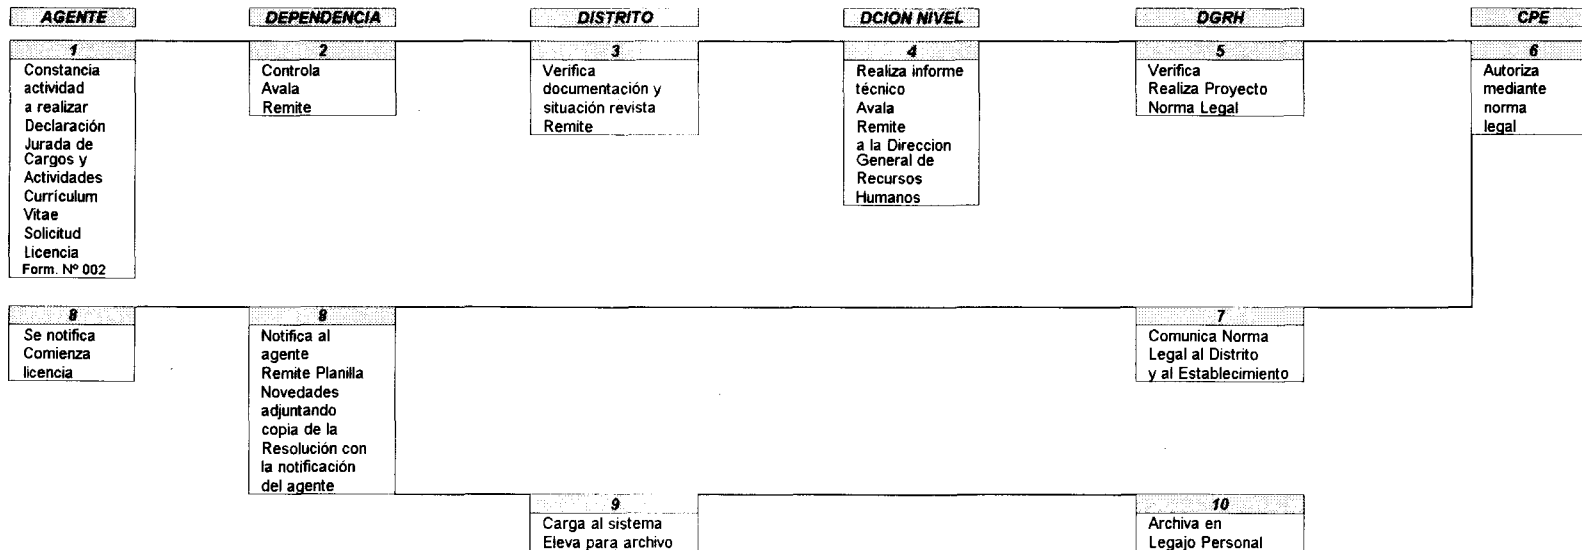 AGENTE
DEPENDENCIA
DISTRITO
DCION NIVEL
DGRH
CPE
1
Constancia
actividad
a realizar
Declaración
Jurada de
Cargos y
Actividades
Currículum
Vitae
Solicitud
Licencia
Form. Nº 002
2
Controla
Avala
Remite
3
Verifica
documentación y
situación revista
Remite
4
Realiza informe
técnico
Avala
Remite
a la Direccion
General de
Recursos
Humanos
5
Verifica
Realiza Proyecto
Norma Legal
6
Autoriza
mediante
norma
legal
8
Se notifica
Comienza
licencia
8
Notifica al
agente
Remite Planilla
Novedades
adjuntando
copia de la
Resolución con
la notificación
del agente
7
Comunica Norma
Legal al Distrito
y al Establecimiento
9
Carga al sistema
Eleva para archivo
10
Archiva en
Legajo Personal